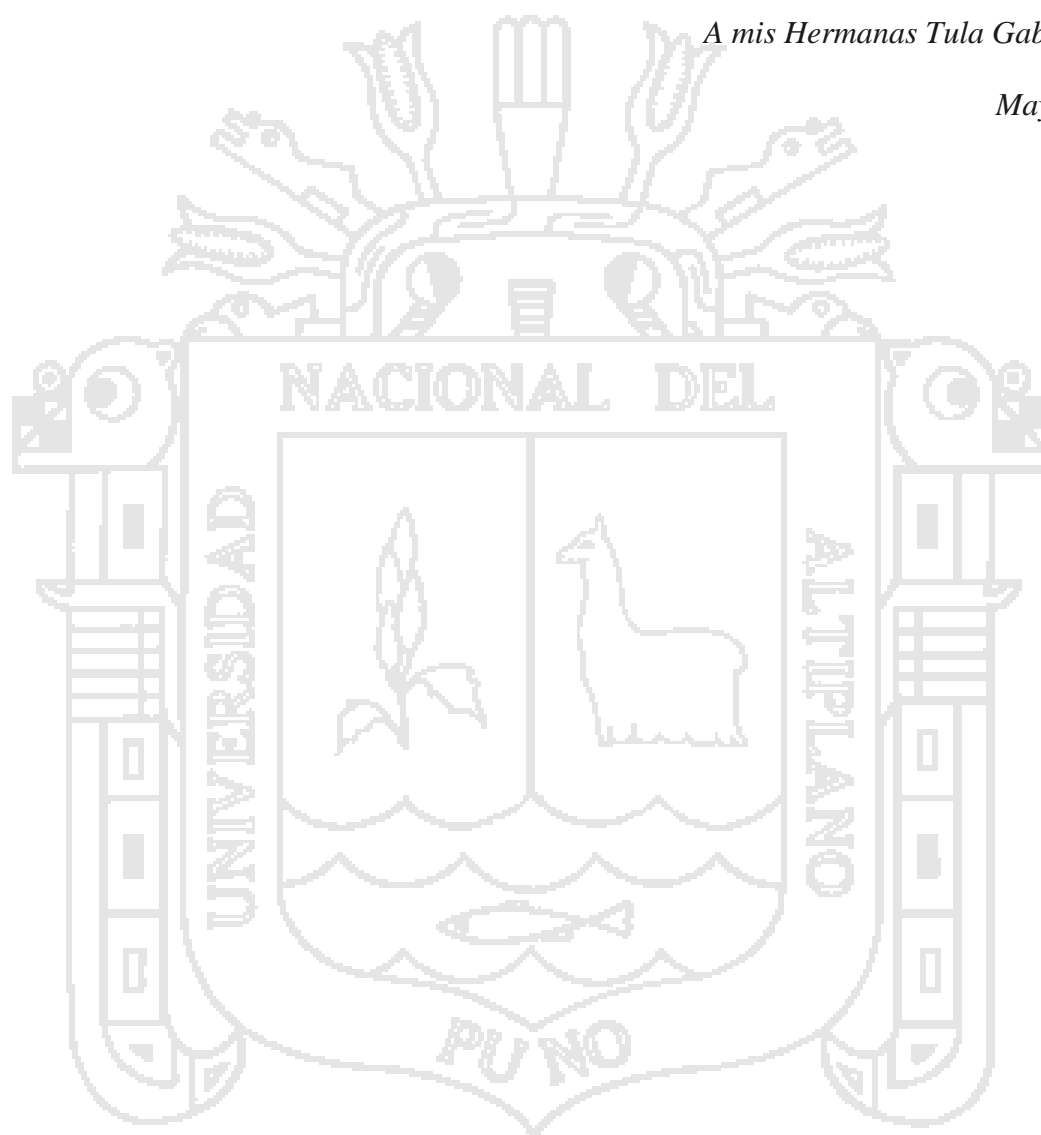 A mis Hermanas Tula
NACIONAL DEL
UNIVERSIDAD
ALTIPLANO
PUNO